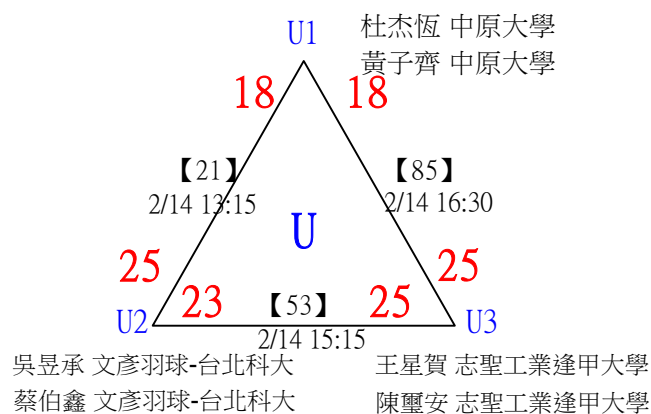 U1
杜杰恆 中原大學
黃子齊 中原大學
18
18
【21】
2/14 13:15
【85】
2/14 16:30
U
25
25
23
【53】
25
U2
2/14 15:15
U3
吳昱承 文彥羽球-台北科大
王星賀 志聖工業逢甲大學
蔡伯鑫 文彥羽球-台北科大
陳璽安 志聖工業逢甲大學